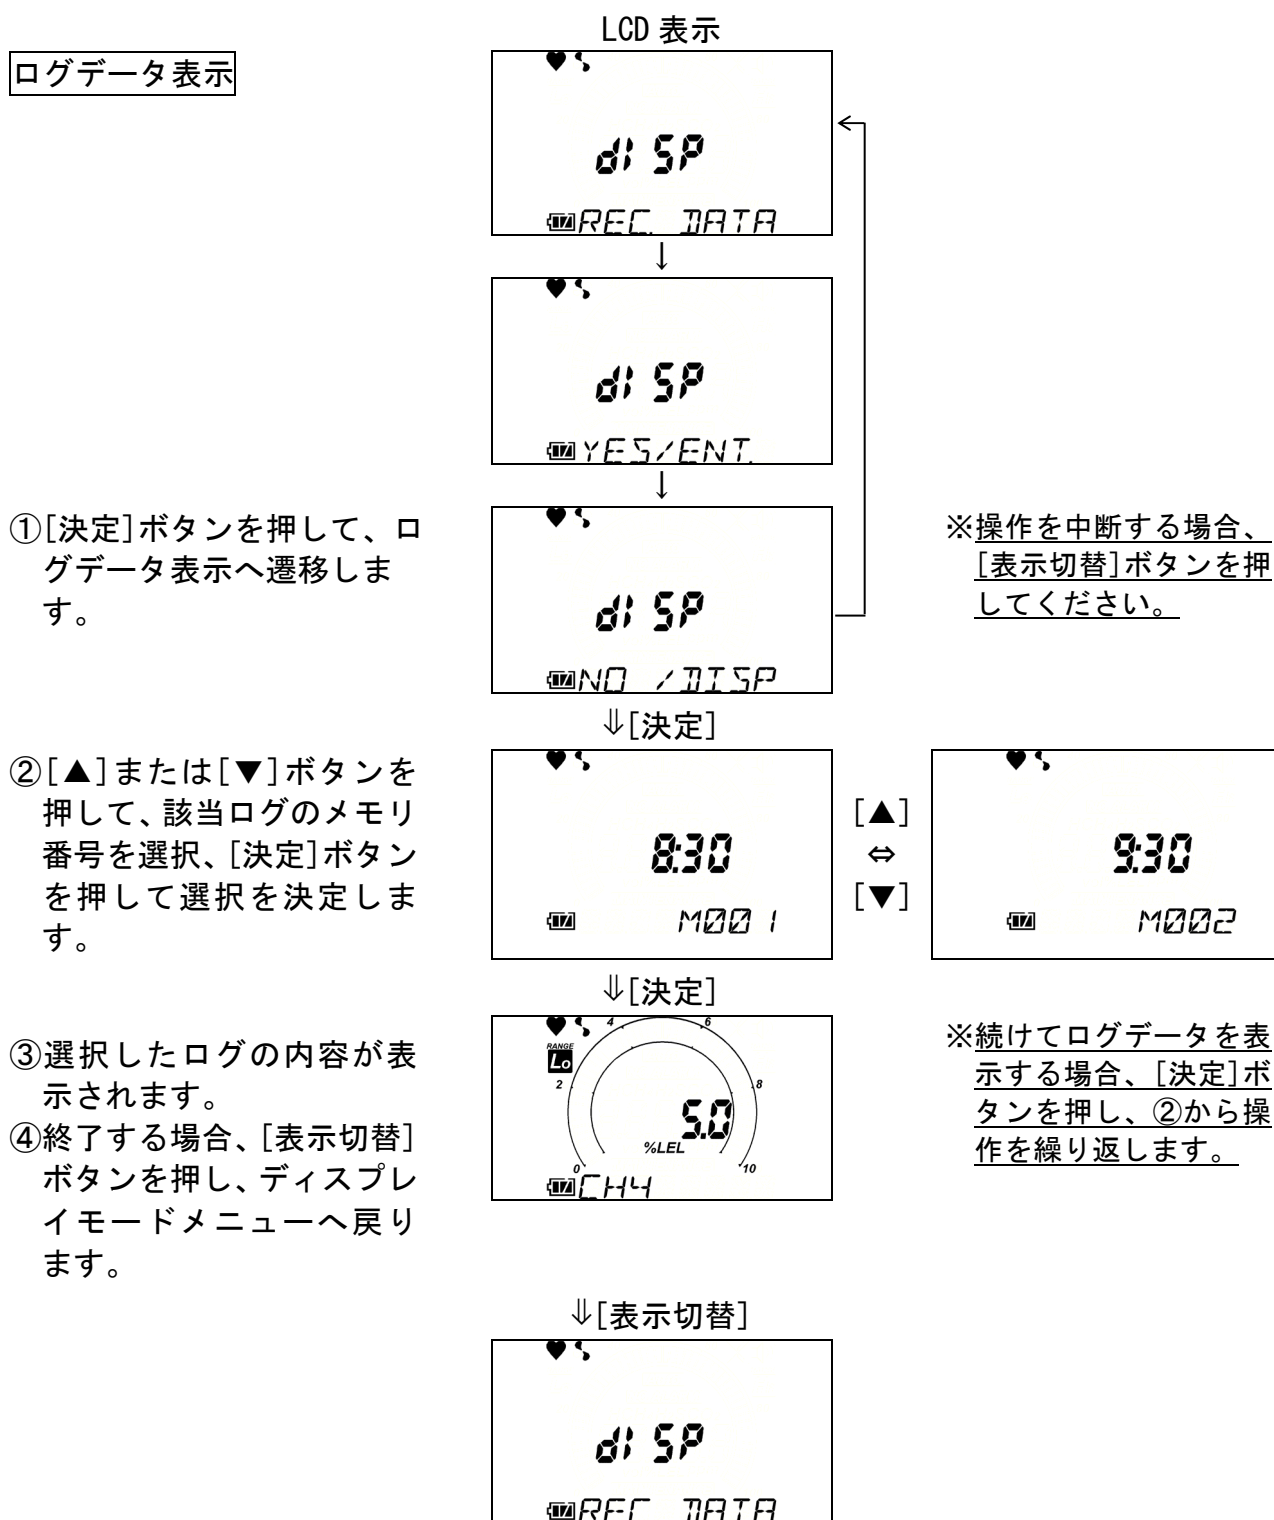 LCD 表示
ログデータ表示
di SP
REC. DATA
↓
di SP
YES/ENT.
↓
①[決定]ボタンを押して、ロ
グデータ表示へ遷移しま
す。
di SP
NO /DISP
※操作を中断する場合、
[表示切替]ボタンを押
してください。
⇓[決定]
②[▲]または[▼]ボタンを
押して、該当ログのメモリ
番号を選択、[決定]ボタン
を押して選択を決定しま
す。
8:30
M001
[▲]
⇔
[▼]
9:30
M002
⇓[決定]
③選択したログの内容が表
示されます。
④終了する場合、[表示切替]
ボタンを押し、ディスプレ
イモードメニューへ戻り
ます。
RANGE
Lo
0 2 4 6 8 10
5.0
%LEL
CH4
※続けてログデータを表
示する場合、[決定]ボ
タンを押し、②から操
作を繰り返します。
⇓[表示切替]
di SP
REC. DATA